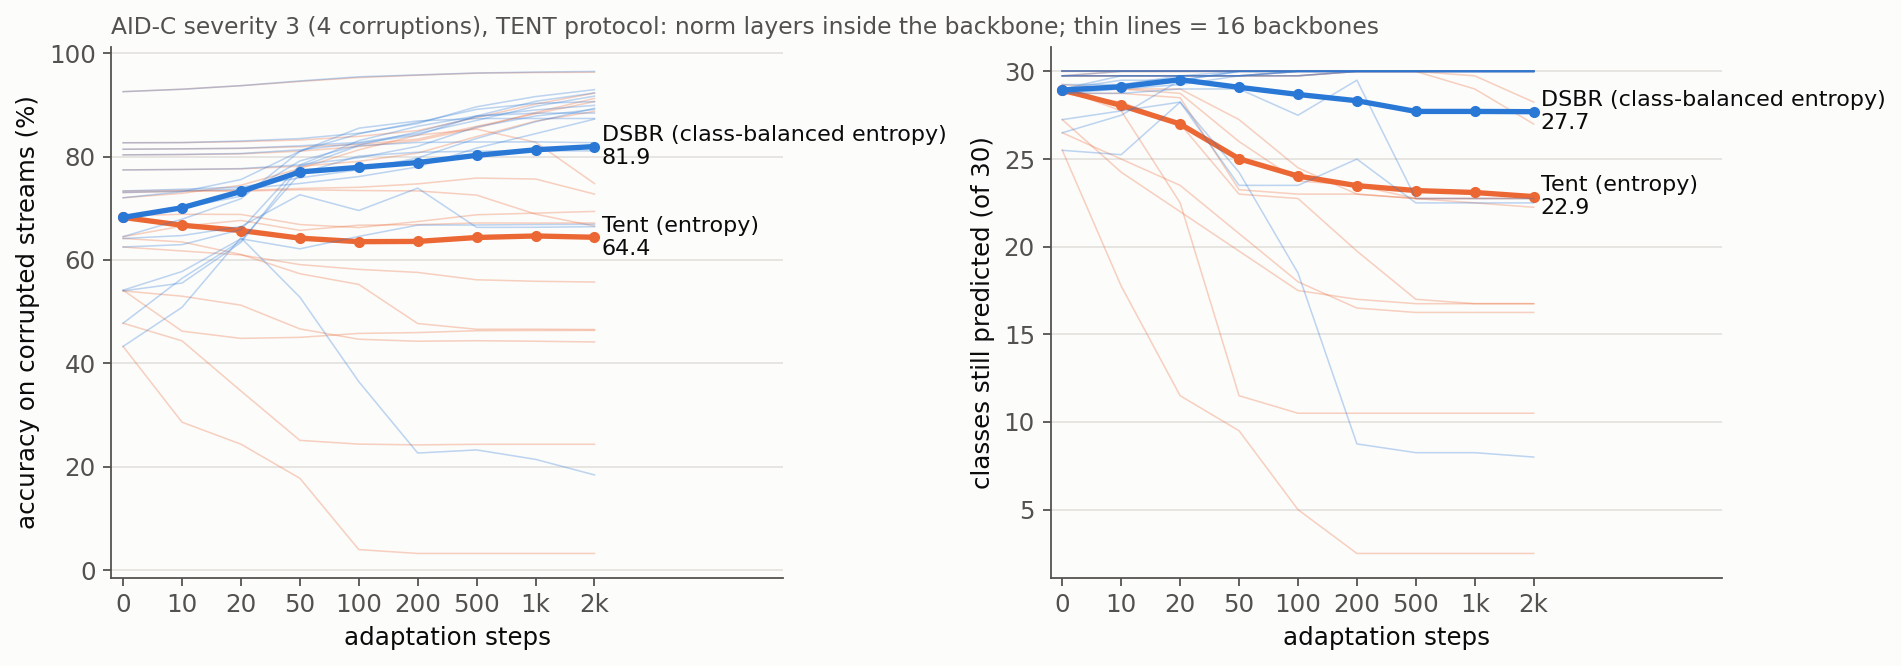 AID-C severity 3 (4 corruptions), TENT protocol: norm layers inside the backbone; thin lines = 16 backbones
accuracy on corrupted streams (%)
100
80
60
40
20
0
DSBR (class-balanced entropy)
81.9
Tent (entropy)
64.4
0 10 20 50 100 200 500 1k 2k
adaptation steps
classes still predicted (of 30)
30
25
20
15
10
5
DSBR (class-balanced entropy)
27.7
Tent (entropy)
22.9
0 10 20 50 100 200 500 1k 2k
adaptation steps